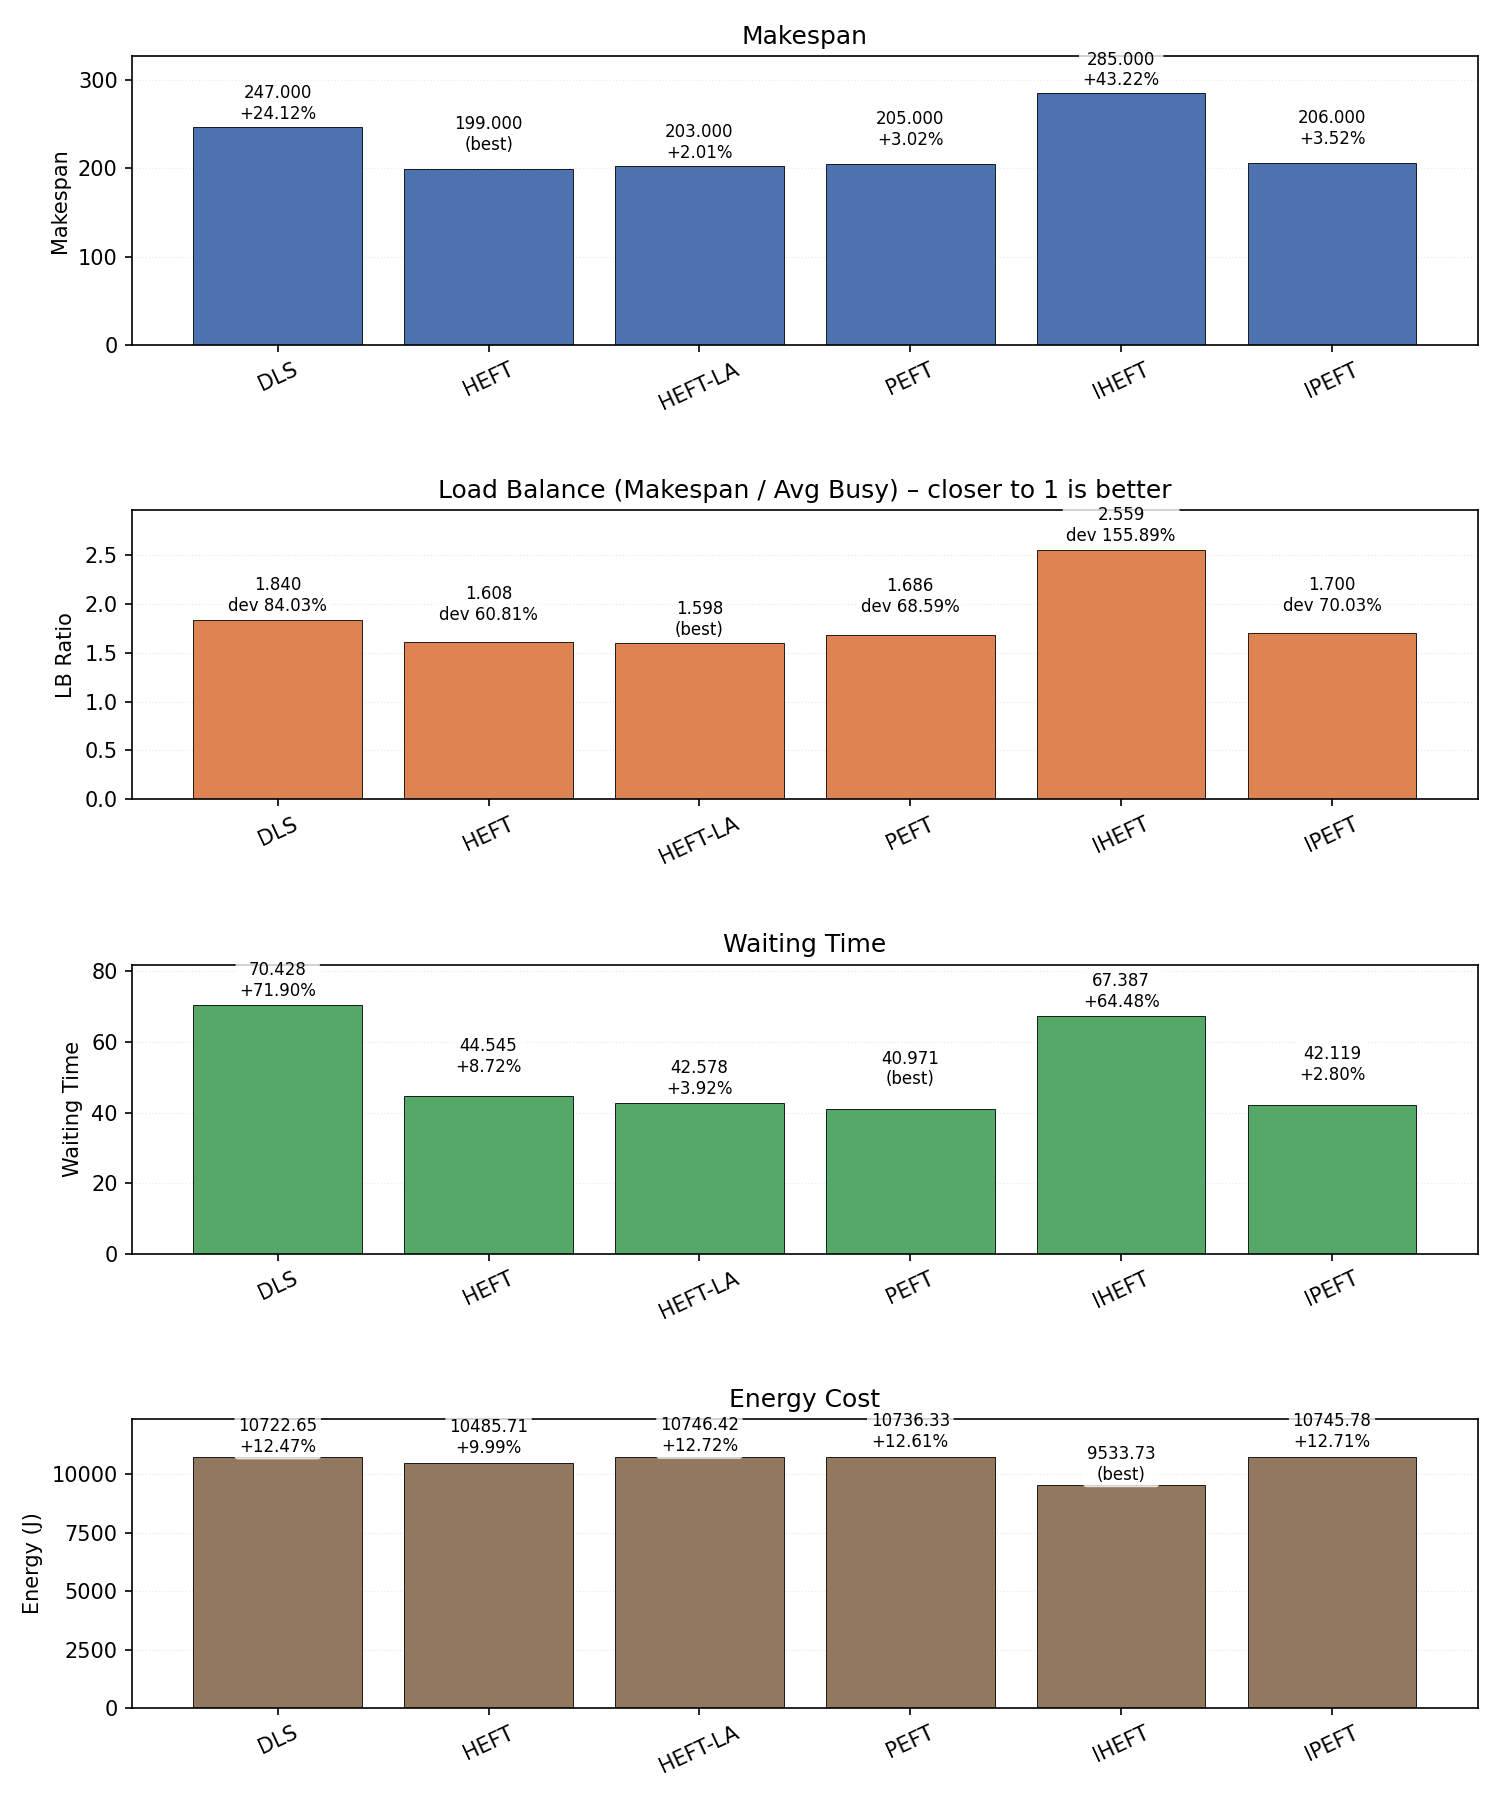 Makespan
Makespan
300
200
100
0
247.000
+24.12%
199.000
(best)
203.000
+2.01%
205.000
+3.02%
285.000
+43.22%
206.000
+3.52%
DLS
HEFT
HEFT-LA
PEFT
IHEFT
IPEFT
Load Balance (Makespan / Avg Busy) – closer to 1 is better
LB Ratio
2.5
2.0
1.5
1.0
0.5
0.0
1.840
dev 84.03%
1.608
dev 60.81%
1.598
(best)
1.686
dev 68.59%
2.559
dev 155.89%
1.700
dev 70.03%
DLS
HEFT
HEFT-LA
PEFT
IHEFT
IPEFT
Waiting Time
Waiting Time
80
60
40
20
0
70.428
+71.90%
44.545
+8.72%
42.578
+3.92%
40.971
(best)
67.387
+64.48%
42.119
+2.80%
DLS
HEFT
HEFT-LA
PEFT
IHEFT
IPEFT
Energy Cost
Energy (J)
10000
7500
5000
2500
0
10722.65
+12.47%
10485.71
+9.99%
10746.42
+12.72%
10736.33
+12.61%
9533.73
(best)
10745.78
+12.71%
DLS
HEFT
HEFT-LA
PEFT
IHEFT
IPEFT